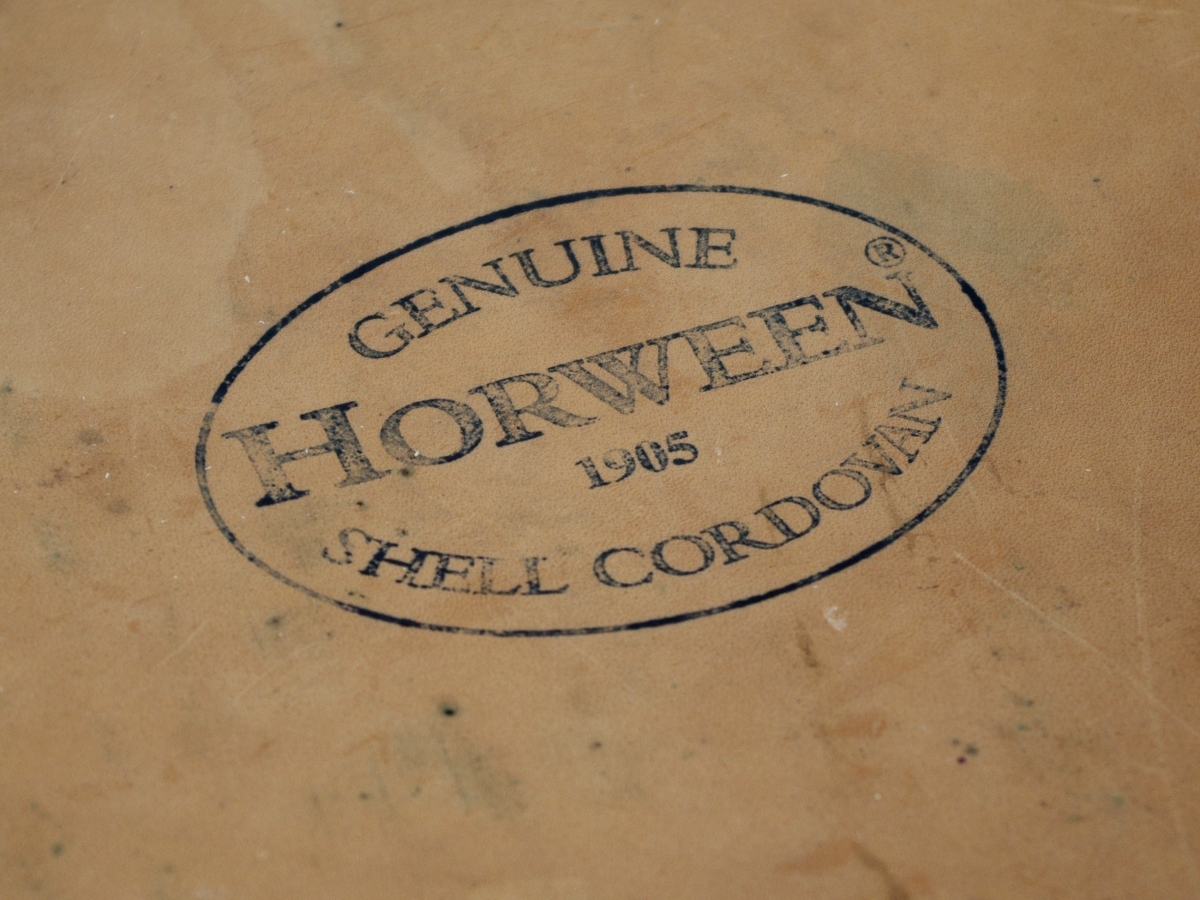 GENUINE
HORWEEN®
1905
SHELL CORDOVAN